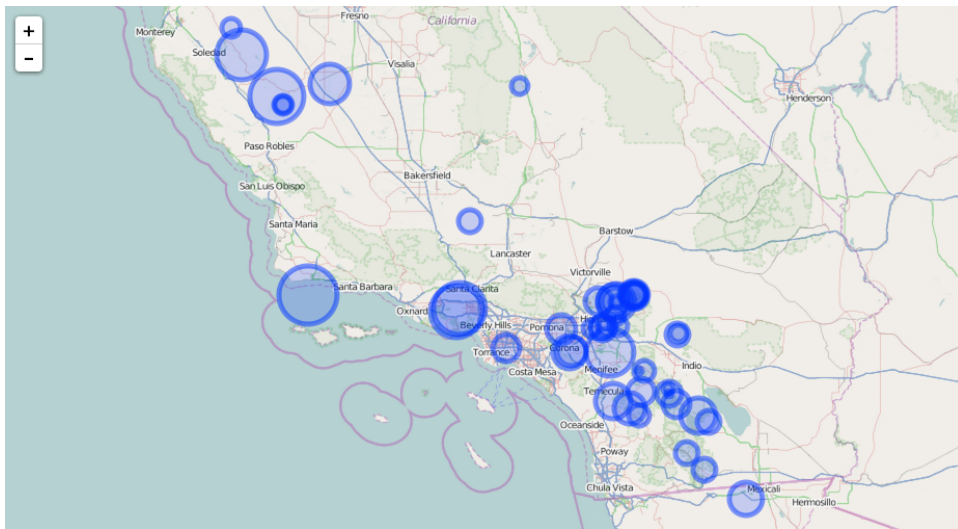 +
-
Monterey
Fresno
California
Soledad
Visalia
Henderson
Paso Robles
Bakersfield
San Luis Obispo
Santa Maria
Barstow
Lancaster
Victorville
Santa Barbara
Santa Clarita
Oxnard
Beverly Hills
Pomona
Torrance
Corona
Costa Mesa
Menifee
Indio
Temecula
Oceanside
Poway
Chula Vista
Mexicali
Hermosillo